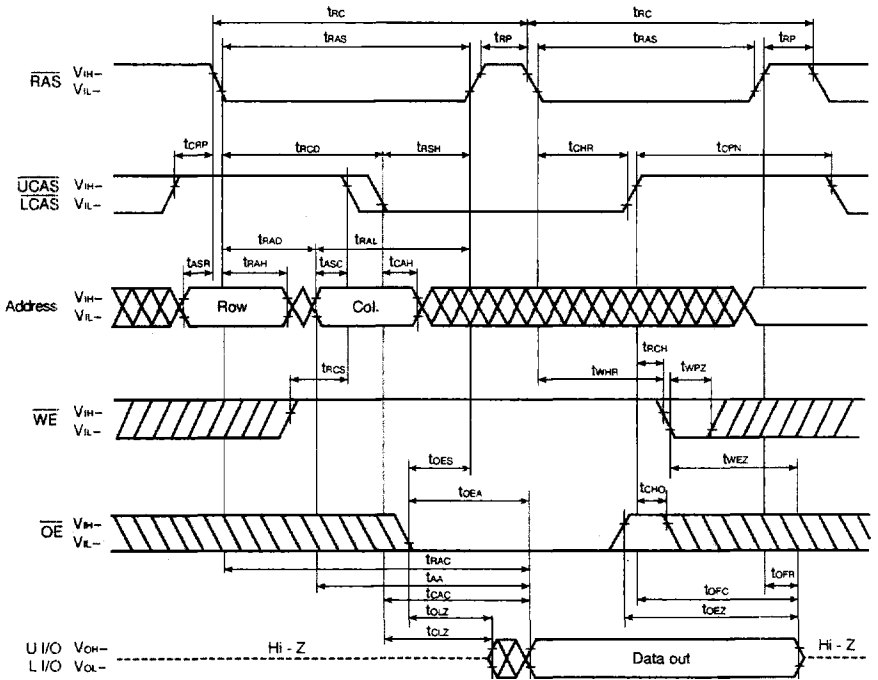 tRC tRC
tRAS tRP tRAS tRP
RAS VIH–
VIL–
tCRP tRCD tRSH tCHR tCPN
UCAS VIH–
LCAS VIL–
tRAD tRAL
tASR tRAH tASC tCAH
Address VIH– Row Col.
VIL–
tRCH
tRCS tWHR tWPZ
WE VIH–
VIL–
tOES tWEZ
tOEA tCHO
OE VIH–
VIL–
tRAC tOFR
tAA tOFC
tCAC tOEZ
tOLZ
tCLZ
U I/O VOH– Hi - Z Data out Hi - Z
L I/O VOL–